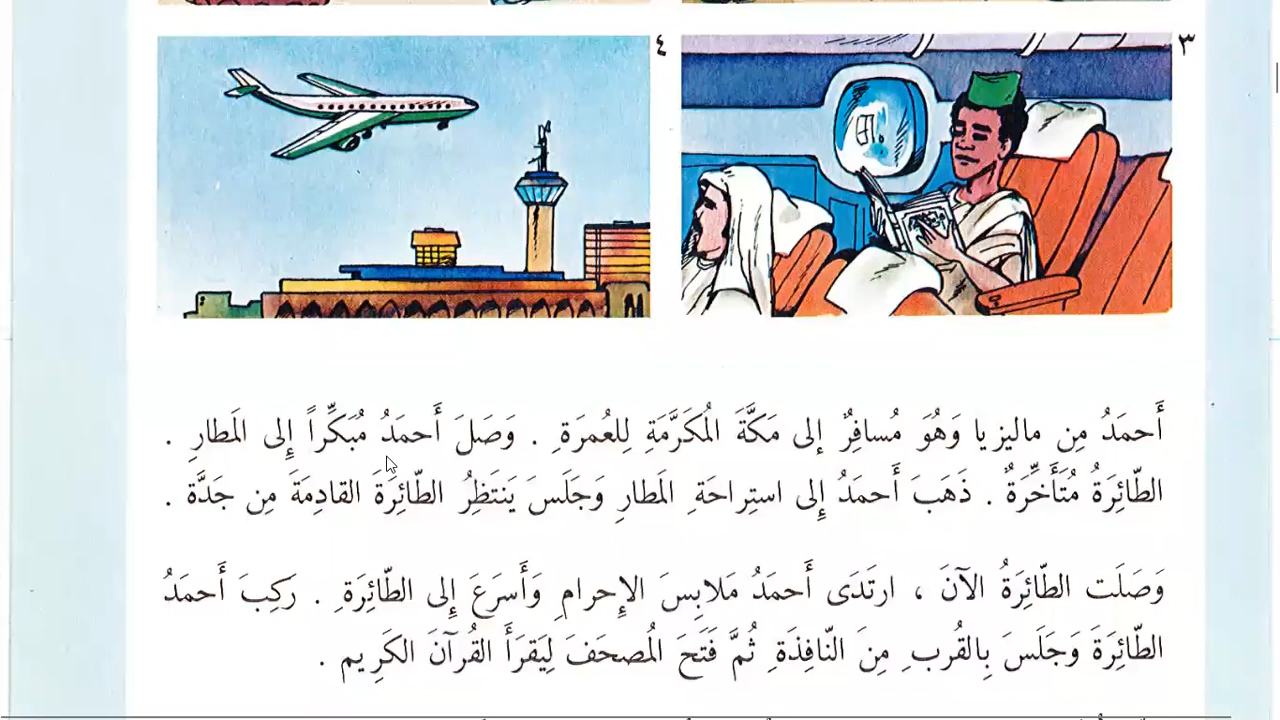 ٣
٤
أَحمَدُ مِن ماليزيا وَهُوَ مُسافِرٌ إلى مَكَّةَ المُكَرَّمَةِ لِلعُمرَةِ . وَصَلَ أَحمَدُ مُبَكِّراً إِلى المَطارِ .
الطّائِرَةُ مُتَأَخِّرَةٌ . ذَهَبَ أَحمَدُ إِلى استِراحَةِ المَطارِ وَجَلَسَ يَنتَظِرُ الطّائِرَةَ القادِمَةَ مِن جَدَّة .
وَصَلَت الطّائِرَةُ الآنَ ، ارتَدَى أَحمَدُ مَلابِسَ الإِحرامِ وَأَسرَعَ إِلى الطّائِرَةِ . رَكِبَ أَحمَدُ
الطّائِرَةَ وَجَلَسَ بِالقُربِ مِنَ النّافِذَةِ ثُمَّ فَتَحَ المُصحَفَ لِيَقرَأَ القُرآنَ الكَرِيم .